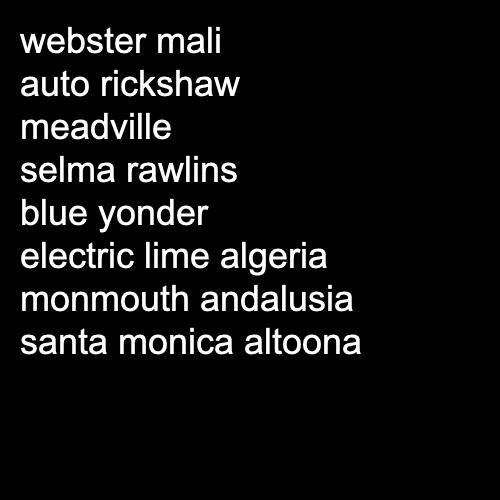 webster mali
auto rickshaw
meadville
selma rawlins
blue yonder
electric lime algeria
monmouth andalusia
santa monica altoona